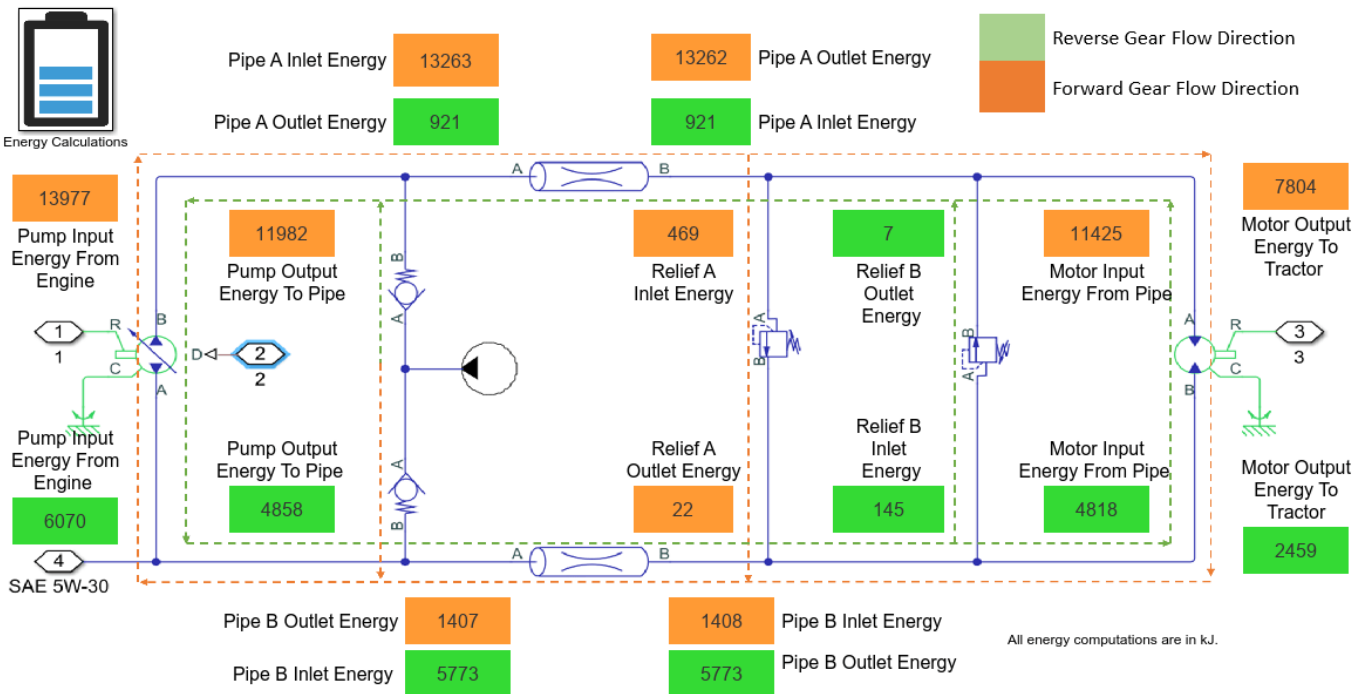 Energy Calculations
Pipe A Inlet Energy
13263
13262
Pipe A Outlet Energy
Reverse Gear Flow Direction
Forward Gear Flow Direction
Pipe A Outlet Energy
921
921
Pipe A Inlet Energy
A
B
13977
Pump Input
Energy From
Engine
11982
Pump Output
Energy To Pipe
469
Relief A
Inlet Energy
7
Relief B
Outlet
Energy
11425
Motor Input
Energy From Pipe
7804
Motor Output
Energy To
Tractor
B
A
1
1
R
B
C
A
D
2
2
A
B
B
A
A
B
R
C
3
3
Pump Input
Energy From
Engine
6070
Pump Output
Energy To Pipe
4858
A
B
Relief A
Outlet Energy
22
Relief B
Inlet
Energy
145
Motor Input
Energy From Pipe
4818
Motor Output
Energy To
Tractor
2459
4
SAE 5W-30
A
B
Pipe B Outlet Energy
1407
1408
Pipe B Inlet Energy
Pipe B Inlet Energy
5773
5773
Pipe B Outlet Energy
All energy computations are in kJ.